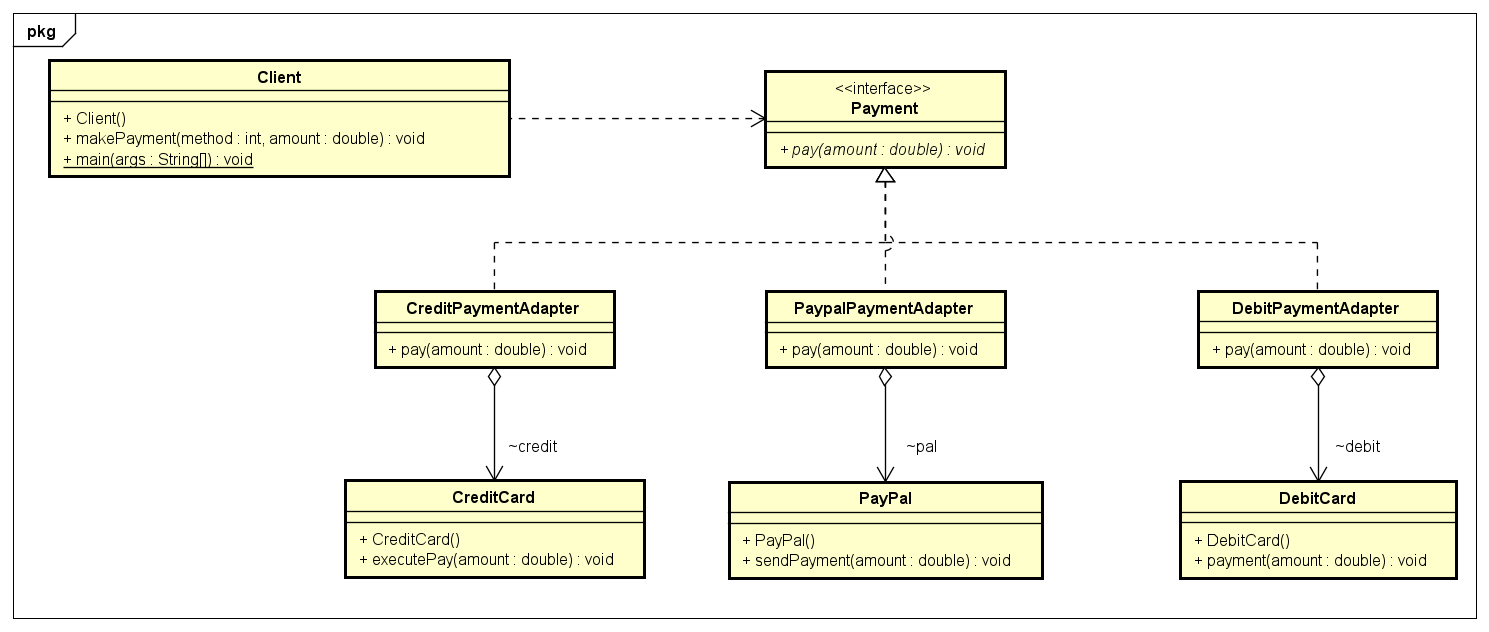 pkg
Client
+ Client()
+ makePayment(method : int, amount : double) : void
+ main(args : String[]) : void
<<interface>>
Payment
+ pay(amount : double) : void
CreditPaymentAdapter
+ pay(amount : double) : void
PaypalPaymentAdapter
+ pay(amount : double) : void
DebitPaymentAdapter
+ pay(amount : double) : void
~credit
~pal
~debit
CreditCard
+ CreditCard()
+ executePay(amount : double) : void
PayPal
+ PayPal()
+ sendPayment(amount : double) : void
DebitCard
+ DebitCard()
+ payment(amount : double) : void